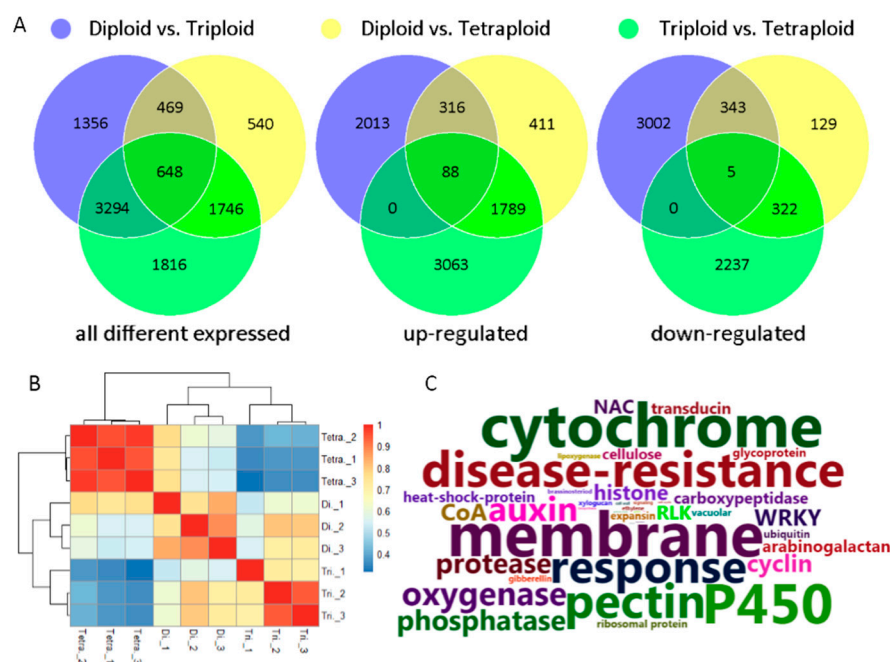 A
Diploid vs. Triploid
Diploid vs. Tetraploid
Triploid vs. Tetraploid
1356
469
540
648
3294
1746
1816
all different expressed
2013
316
411
88
0
1789
3063
up-regulated
3002
343
129
5
0
322
2237
down-regulated
B
1
0.9
0.8
0.7
0.6
0.5
0.4
Tetra._2
Tetra._1
Tetra._3
Di._1
Di._2
Di._3
Tri._1
Tri._2
Tri._3
Tetra._2
Tetra._1
Tetra._3
Di._1
Di._2
Di._3
Tri._1
Tri._2
Tri._3
C
NAC
transducin
cytochrome
lipoxygenase
cellulose
glycoprotein
disease-resistance
heat-shock-protein
brassinosteriod
histone
carboxypeptidase
xylogucan
CoA
auxin
expansin
RLK
vacuolar
WRKY
membrane
ubiquitin
arabinogalactan
protease
gibberellin
response
cyclin
oxygenase
pectin
P450
phosphatase
ribosomal protein